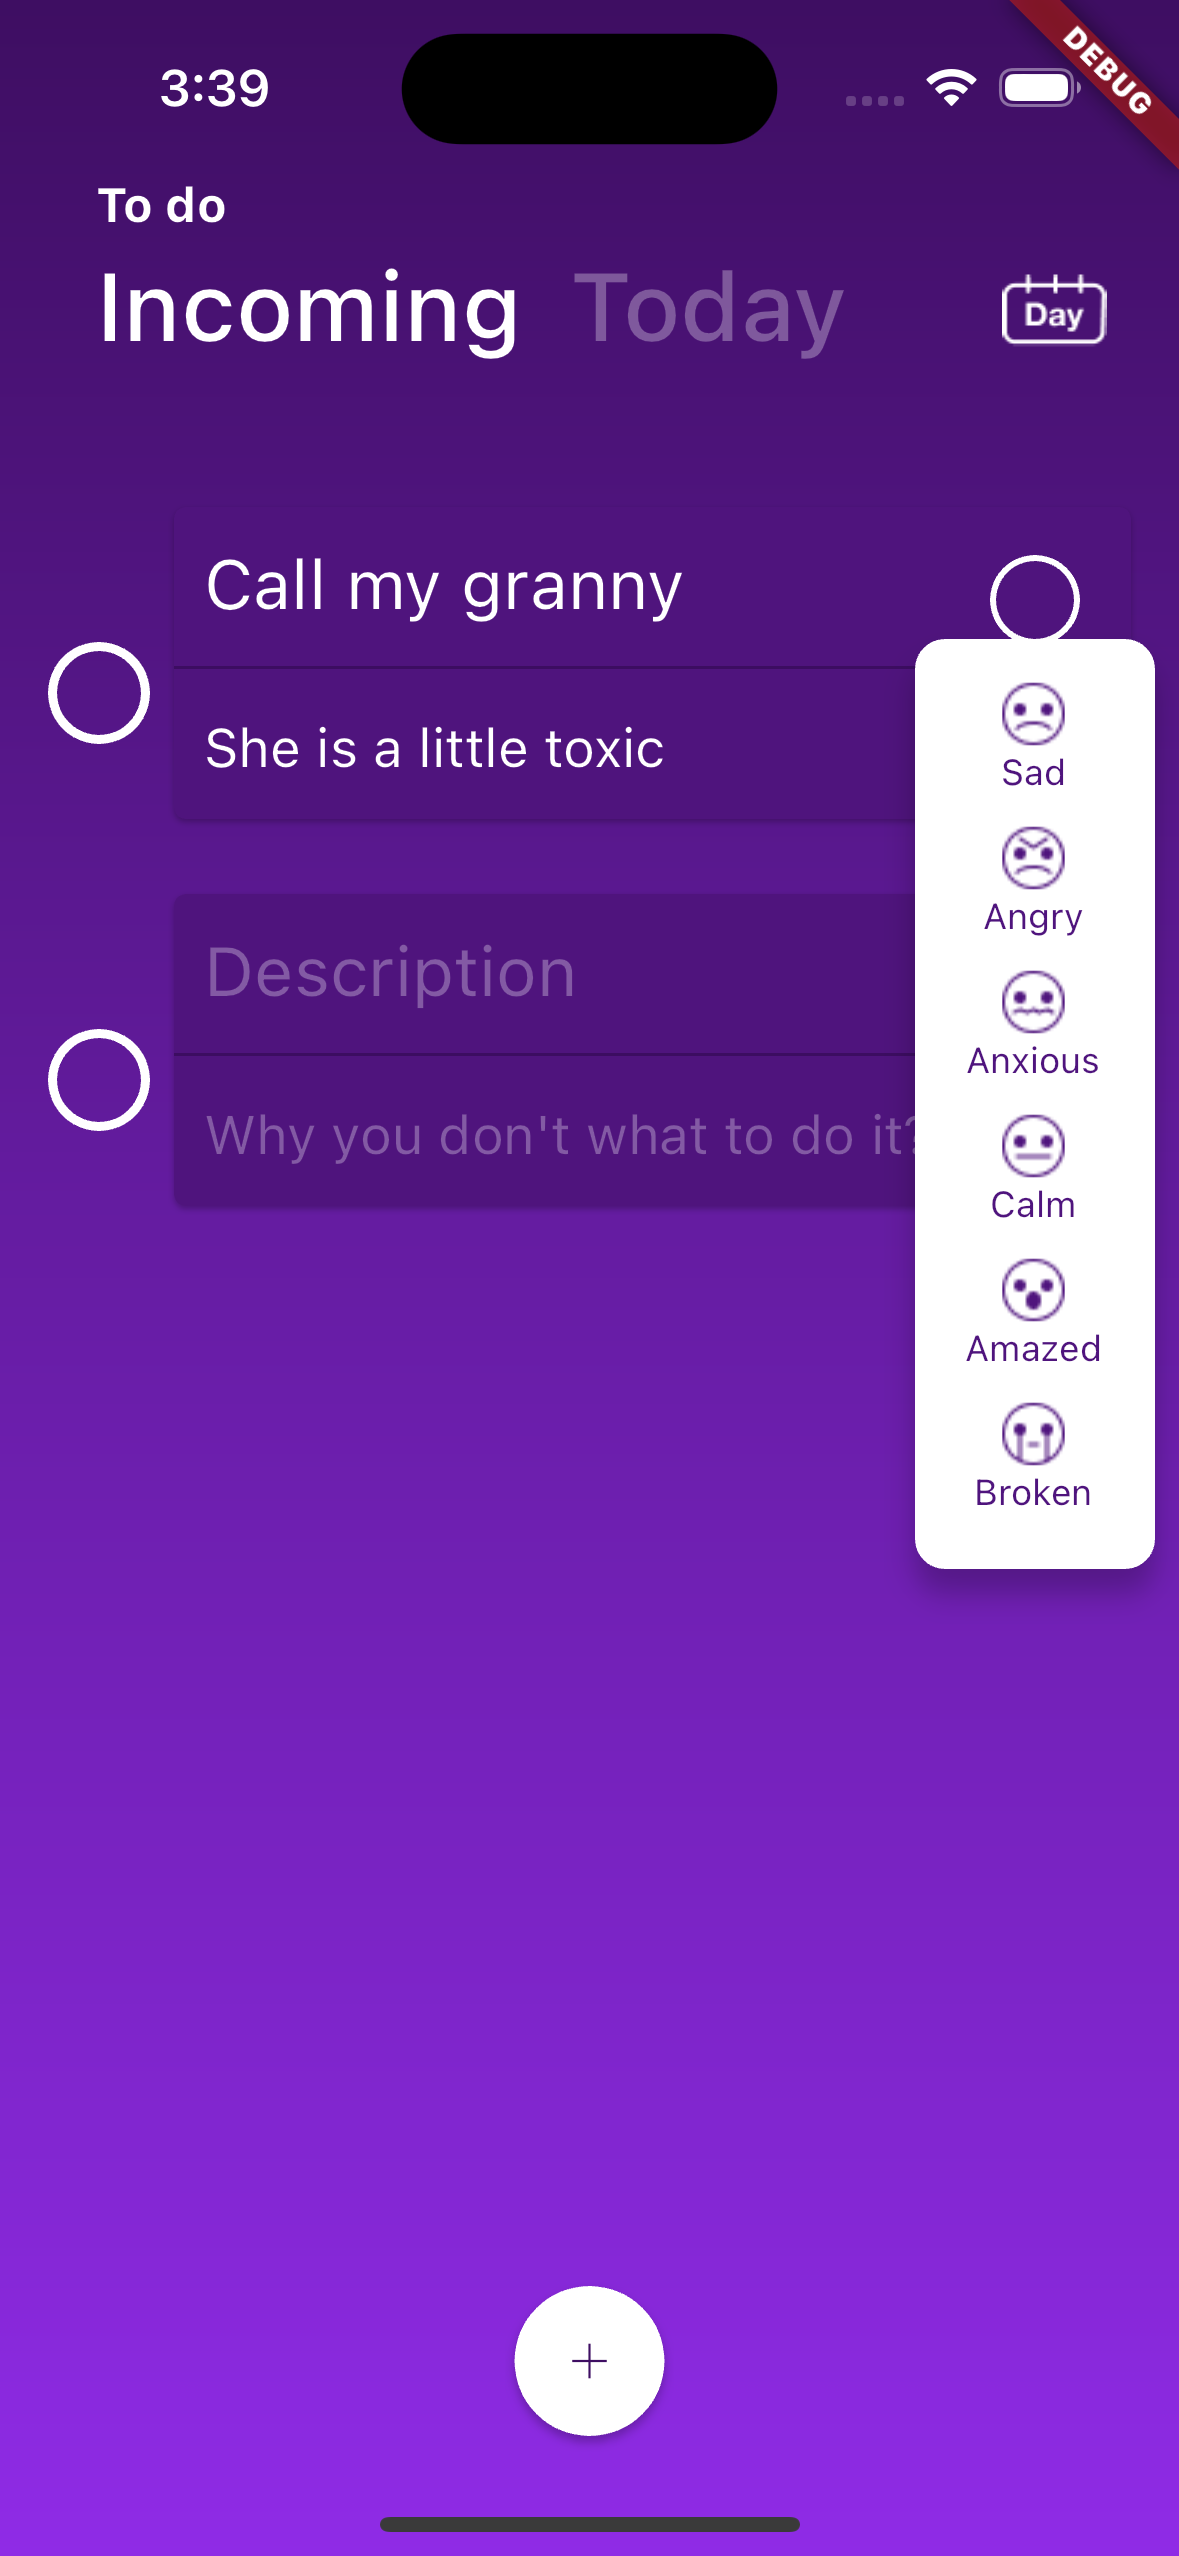 3:39
DEBUG
To do
Incoming Today
Day
Call my granny
She is a little toxic
Sad
Angry
Description
Anxious
Why you don't what to do it?
Calm
Amazed
Broken
+